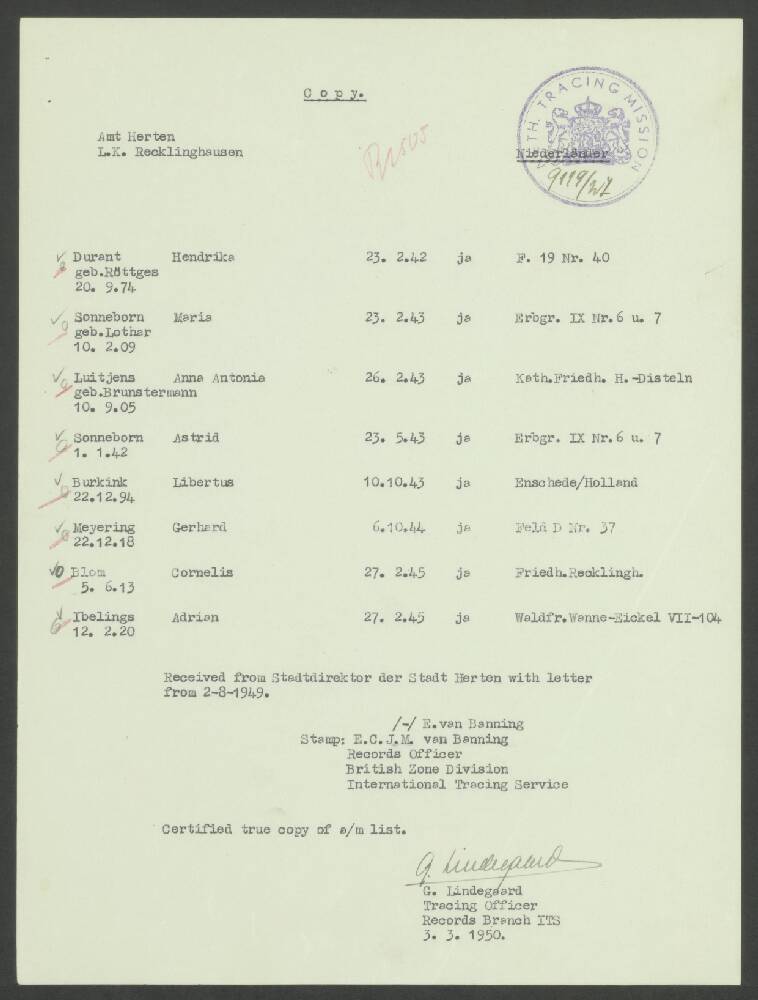 Copy.
NETH. TRACING MISSION
Amt Herten
L.K. Recklinghausen
Niederländer
Durant Hendrika 23. 2.42 ja F. 19 Nr. 40
geb.Röttges
20. 9.74
Sonneborn Maria 23. 2.43 ja Erbgr. IX Nr.6 u. 7
geb.Lothar
10. 2.09
Luitjens Anna Antonia 26. 2.43 ja Kath.Friedh. H.-Disteln
geb.Brunstermann
10. 9.05
Sonneborn Astrid 23. 5.43 ja Erbgr. IX Nr.6 u. 7
1. 1.42
Burkink Libertus 10.10.43 ja Enschede/Holland
22.12.94
Meyering Gerhard 6.10.44 ja Feld D Nr. 37
22.12.18
Blom Cornelis 27. 2.45 ja Friedh.Recklingh.
5. 6.13
Ibelings Adrian 27. 2.45 ja Waldfr.Wanne-Eickel VII-104
12. 2.20
Received from Stadtdirektor der Stadt Herten with letter
from 2-8-1949.
/-/ E.van Banning
Stamp: E.C.J.M. van Banning
Records Officer
British Zone Division
International Tracing Service
Certified true copy of a/m list.
G. Lindegaard
G. Lindegaard
Tracing Officer
Records Branch ITS
3. 3. 1950.